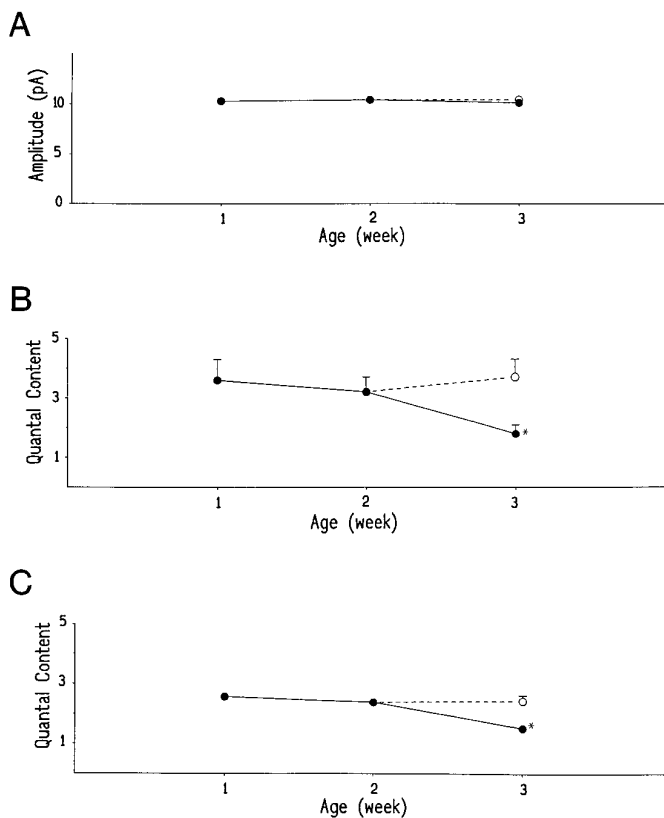 A
Amplitude (pA)
10
5
0
1 2 3
Age (week)
B
Quantal Content
5
3
1
*
1 2 3
Age (week)
C
Quantal Content
5
3
1
*
1 2 3
Age (week)